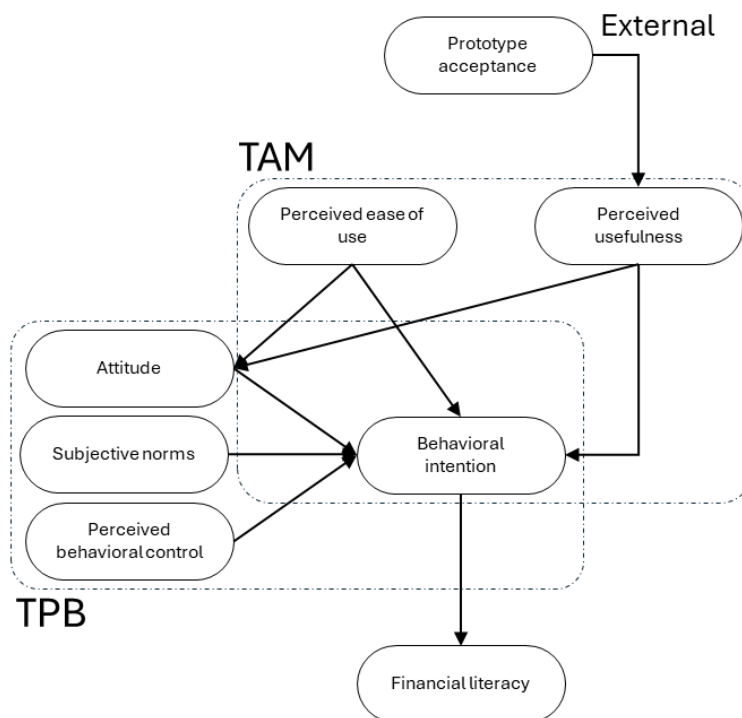 External
Prototype
acceptance
TAM
Perceived ease of
use
Perceived
usefulness
Attitude
Subjective norms
Behavioral
intention
Perceived
behavioral control
TPB
Financial literacy